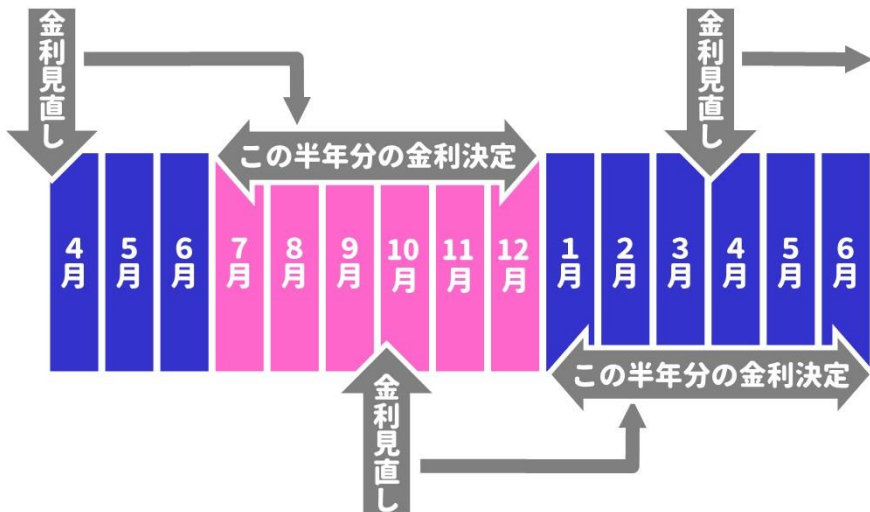 金利見直し
金利見直し
この半年分の金利決定
4月
5月
6月
7月
8月
9月
10月
11月
12月
1月
2月
3月
4月
5月
6月
金利見直し
この半年分の金利決定